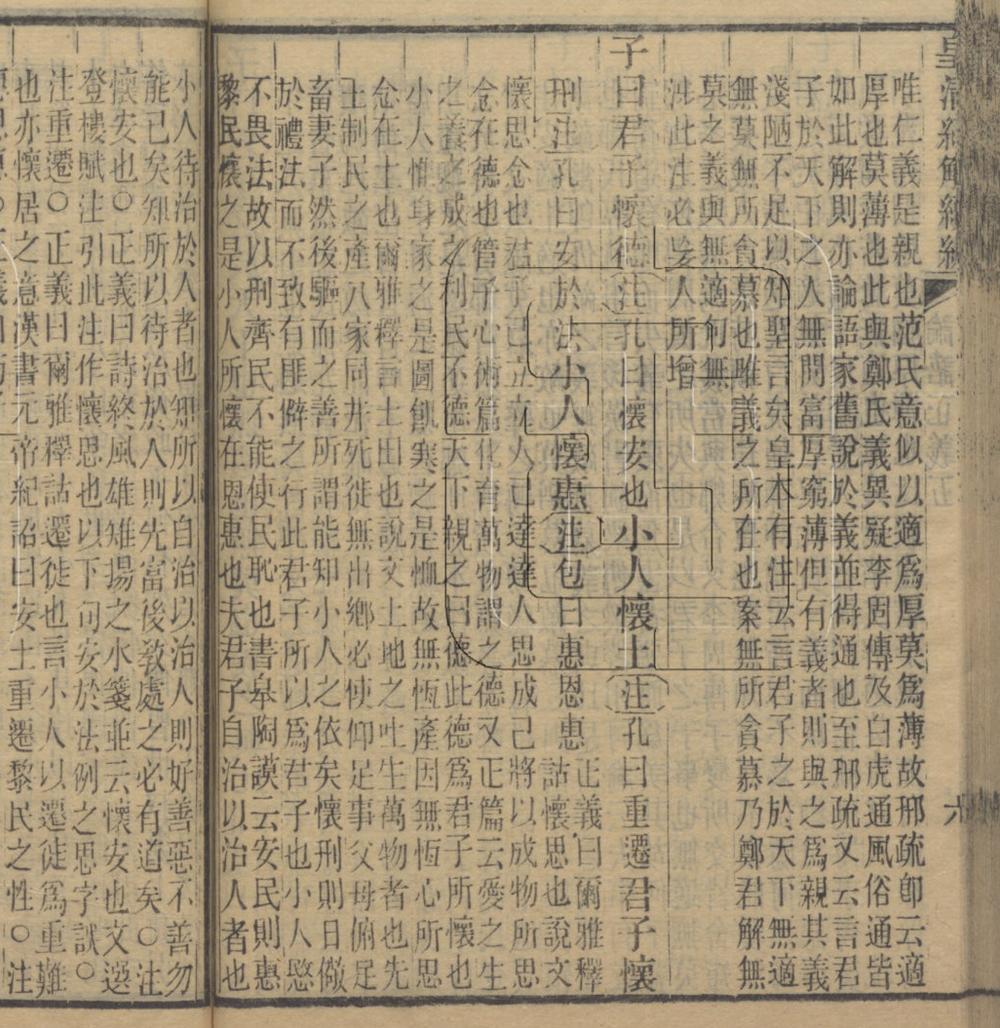 皇清經解續編
六
唯仁義是親也范氏意似以適爲厚莫爲薄故邢疏卽云適
厚也莫薄也此與鄭氏義異疑李固傳及白虎通風俗通皆
如此解則亦論語家舊說於義並得通也至邢疏又云言君
子於天下之人無問富厚窮薄但有義者則與之爲親其義
淺陋不足以知聖言矣皇本有注云言君子之於天下無適
無莫無所貪慕也唯義之所在也案無所貪慕乃鄭君解無
莫之義與無適句無
涉此注必妄人所增
子曰君子懷德注孔曰懷安也小人懷土注孔曰重遷君子懷
刑注孔曰安於法小人懷惠注包曰惠恩惠
正義曰爾雅釋
詁懷思也說文
懷思念也君子己立立人己達達人思成己將以成物所思
念在德也管子心術篇化育萬物謂之德又正篇云愛之生
之養之成之利民不德天下親之曰德此德爲君子所懷也
小人惟身家之是圖飢寒之是恤故無恆產因無恆心所思
念在土也爾雅釋言土田也說文土地之吐生萬物者也先
王制民之產八家同井死徙無出鄉必使仰足事父母俯足
畜妻子然後驅而之善所謂能知小人之依矣懷刑則日儆
於禮法而不致有匪僻之行此君子所以爲君子也小人愍
不畏法故以刑齊民不能使民恥也書皋陶謨云安民則惠
黎民懷之是小人所懷在恩惠也夫君子自治以治人者也
小人待治於人者也知所以自治以治人則好善惡不善勿
能已矣知所以待治於人則先富後教處之必有道矣○注
懷安也○正義曰詩終風雄雉揚之水箋並云懷安也文選
登樓賦注引此注作懷思也以下句安於法例之思字誤○
注重遷○正義曰爾雅釋詁遷徙也言小人以遷徙爲重難
也亦懷居之意漢書元帝紀詔曰安土重遷黎民之性○注